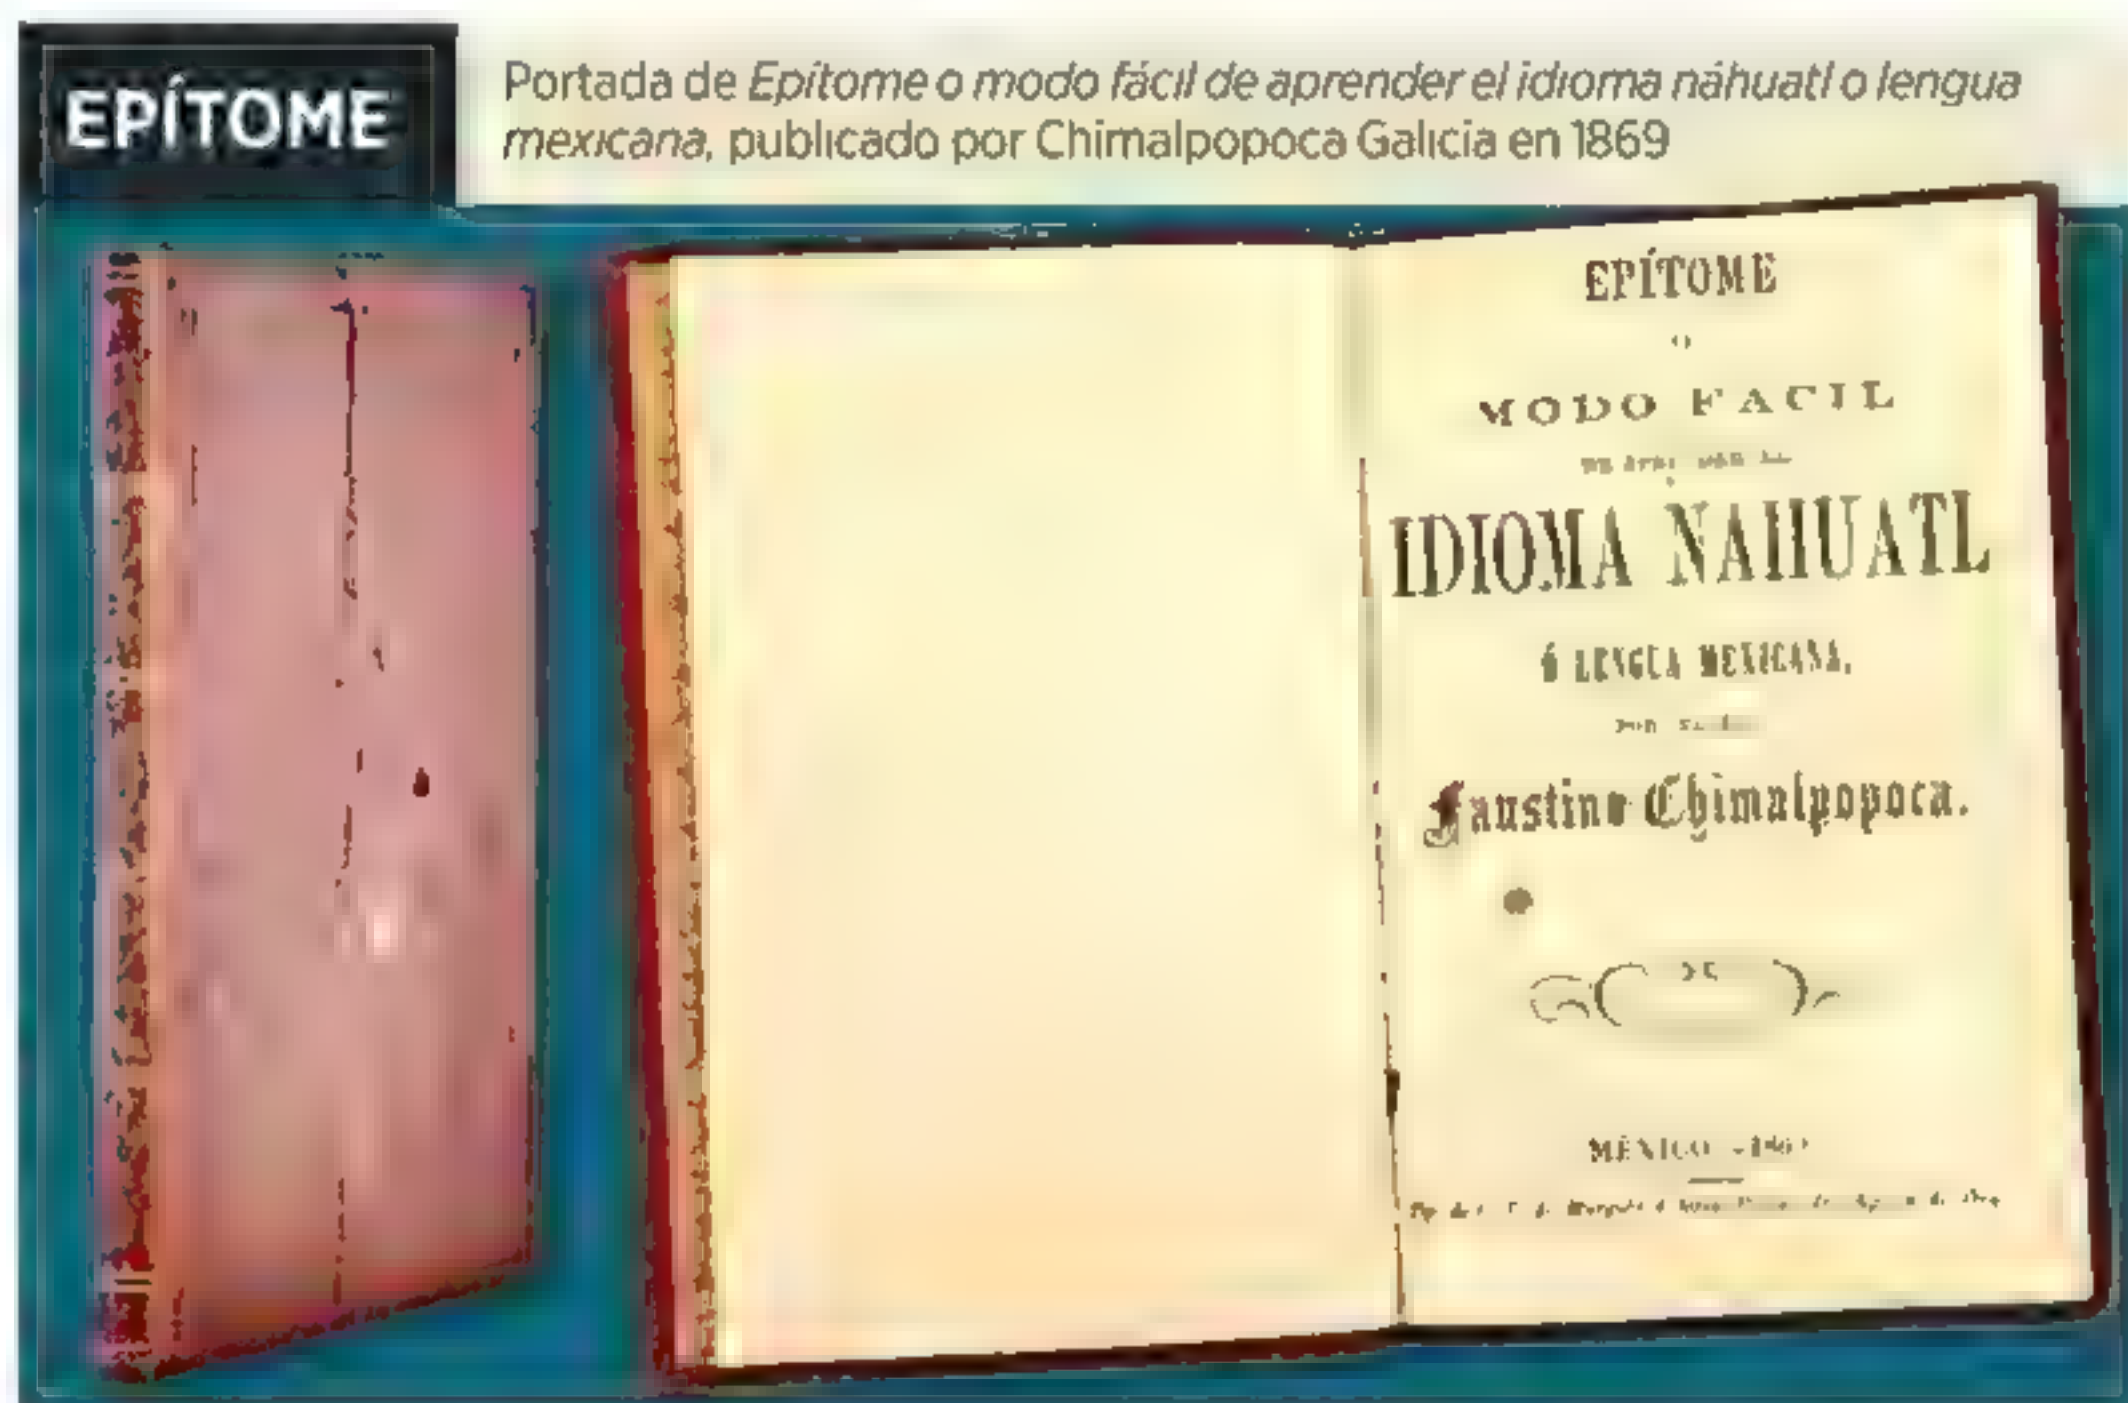 EPÍTOME
Portada de Epítome o modo fácil de aprender el idioma náhuatl o lengua
mexicana, publicado por Chimalpopoca Galicia en 1869
EPÍTOME
O
MODO FACIL
IDIOMA NAHUATL
Ó LENGUA MEXICANA,
POR
Faustino Chimalpopoca.
MÉXICO